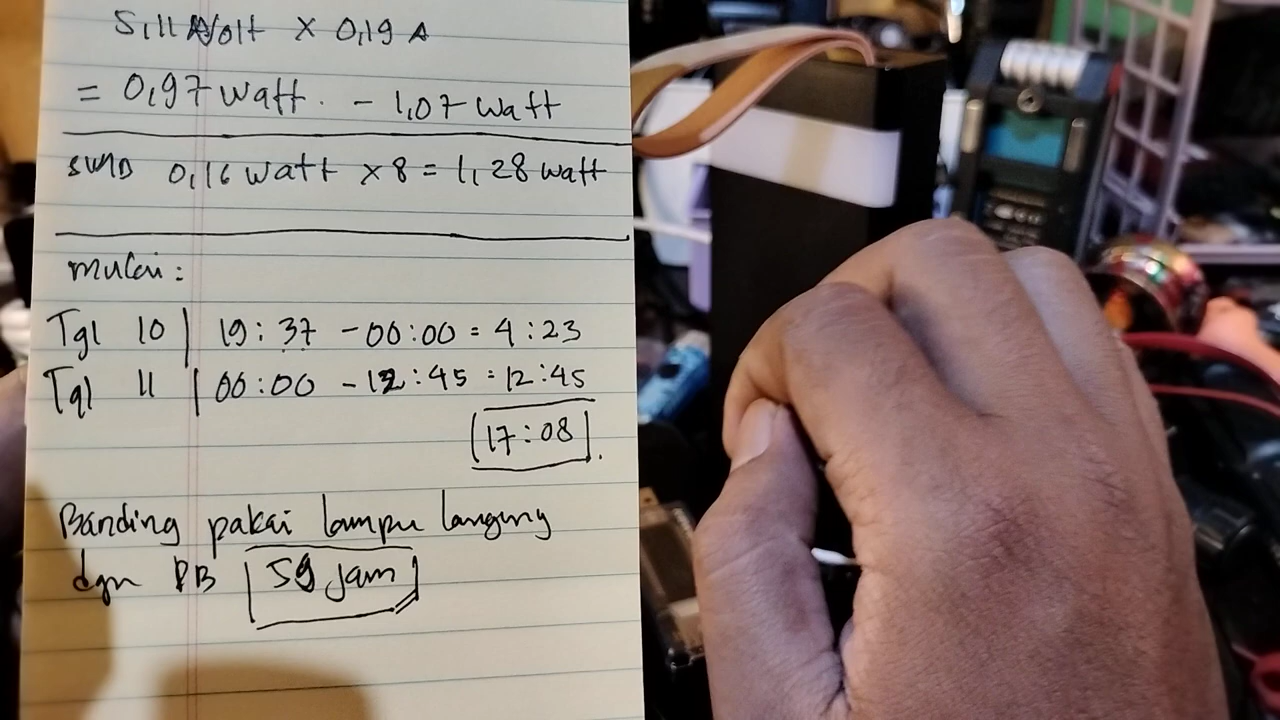 5,11 Volt X 0,19 A
= 0,97 watt. - 1,07 watt
SMD 0,16 watt x 8 = 1,28 watt
mulai :
Tgl 10 | 19:37 - 00:00 = 4:23
Tgl 11 | 00:00 - 12:45 = 12:45
17:08
Banding pakai lampu langung
dgn PB 59 jam